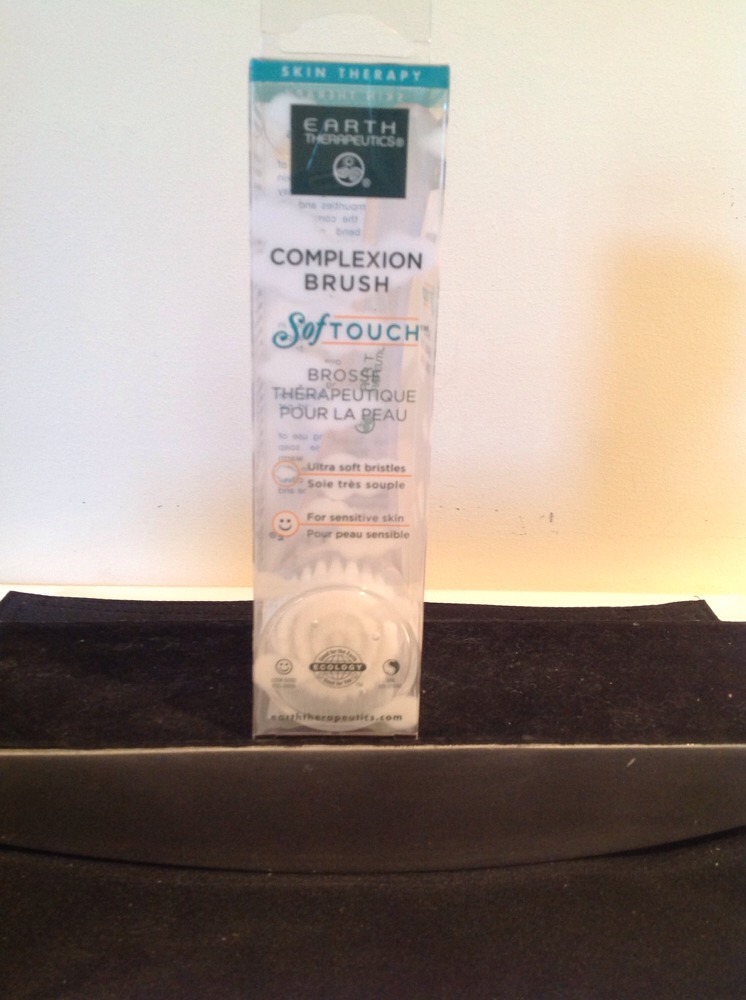 SKIN THERAPY
EARTH
THERAPEUTICS®
®
COMPLEXION
BRUSH
SofTOUCH™
BROSSE
THÉRAPEUTIQUE
POUR LA PEAU
Ultra soft bristles
Soie très souple
For sensitive skin
Pour peau sensible
ECOLOGY
earththerapeutics.com